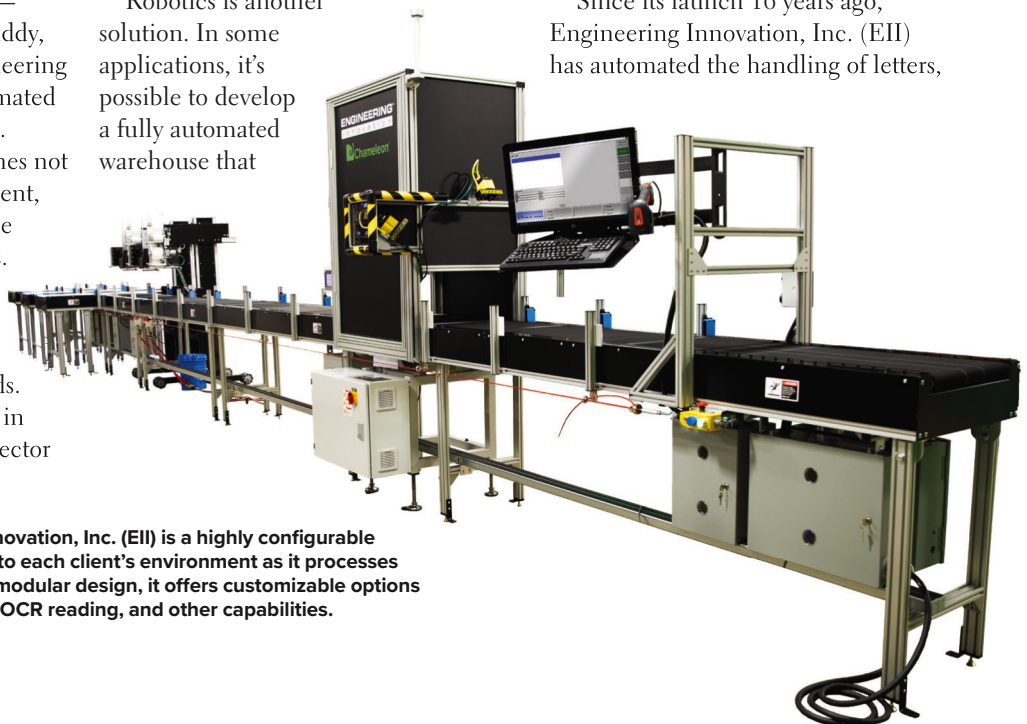 —
ddy,
eering
mated
.
nes not
ent,
e
.
ds.
in
ector
Robotics is another
solution. In some
applications, it’s
possible to develop
a fully automated
warehouse that
Since its launch 16 years ago,
Engineering Innovation, Inc. (EII)
has automated the handling of letters,
ENGINEERING
INNOVATION
Chameleon
novation, Inc. (EII) is a highly configurable
to each client’s environment as it processes
modular design, it offers customizable options
OCR reading, and other capabilities.